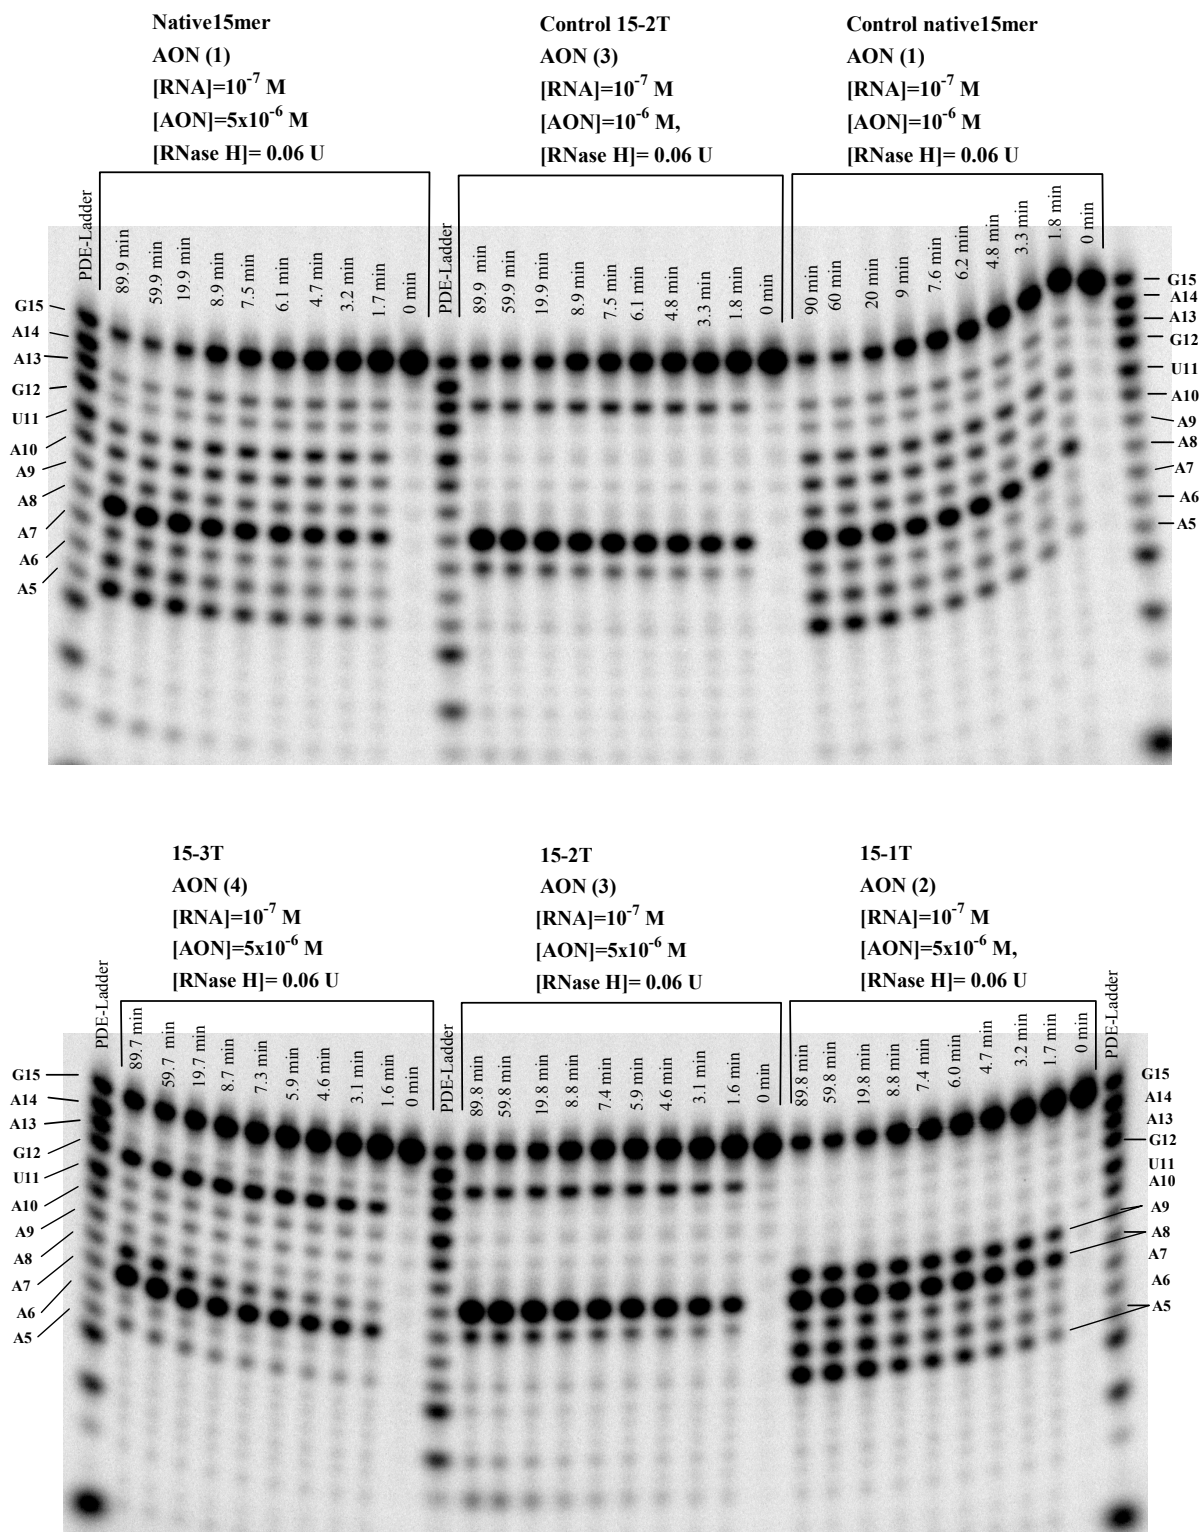 Native15mer
AON (1)
[RNA]=10-7 M
[AON]=5x10-6 M
[RNase H]= 0.06 U
Control 15-2T
AON (3)
[RNA]=10-7 M
[AON]=10-6 M,
[RNase H]= 0.06 U
Control native15mer
AON (1)
[RNA]=10-7 M
[AON]=10-6 M
[RNase H]= 0.06 U
PDE-Ladder
89.9 min
59.9 min
19.9 min
8.9 min
7.5 min
6.1 min
4.7 min
3.2 min
1.7 min
0 min
PDE-Ladder
89.9 min
59.9 min
19.9 min
8.9 min
7.5 min
6.1 min
4.8 min
3.3 min
1.8 min
0 min
90 min
60 min
20 min
9 min
7.6 min
6.2 min
4.8 min
3.3 min
1.8 min
0 min
G15
A14
A13
G12
U11
A10
A9
A8
A7
A6
A5
G15
A14
A13
G12
U11
A10
A9
A8
A7
A6
A5
15-3T
AON (4)
[RNA]=10-7 M
[AON]=5x10-6 M
[RNase H]= 0.06 U
15-2T
AON (3)
[RNA]=10-7 M
[AON]=5x10-6 M
[RNase H]= 0.06 U
15-1T
AON (2)
[RNA]=10-7 M
[AON]=5x10-6 M,
[RNase H]= 0.06 U
PDE-Ladder
89.7 min
59.7 min
19.7 min
8.7 min
7.3 min
5.9 min
4.6 min
3.1 min
1.6 min
0 min
PDE-Ladder
89.8 min
59.8 min
19.8 min
8.8 min
7.4 min
5.9 min
4.6 min
3.1 min
1.6 min
0 min
89.8 min
59.8 min
19.8 min
8.8 min
7.4 min
6.0 min
4.7 min
3.2 min
1.7 min
0 min
PDE-Ladder
G15
A14
A13
G12
U11
A10
A9
A8
A7
A6
A5
G15
A14
A13
G12
U11
A10
A9
A8
A7
A6
A5